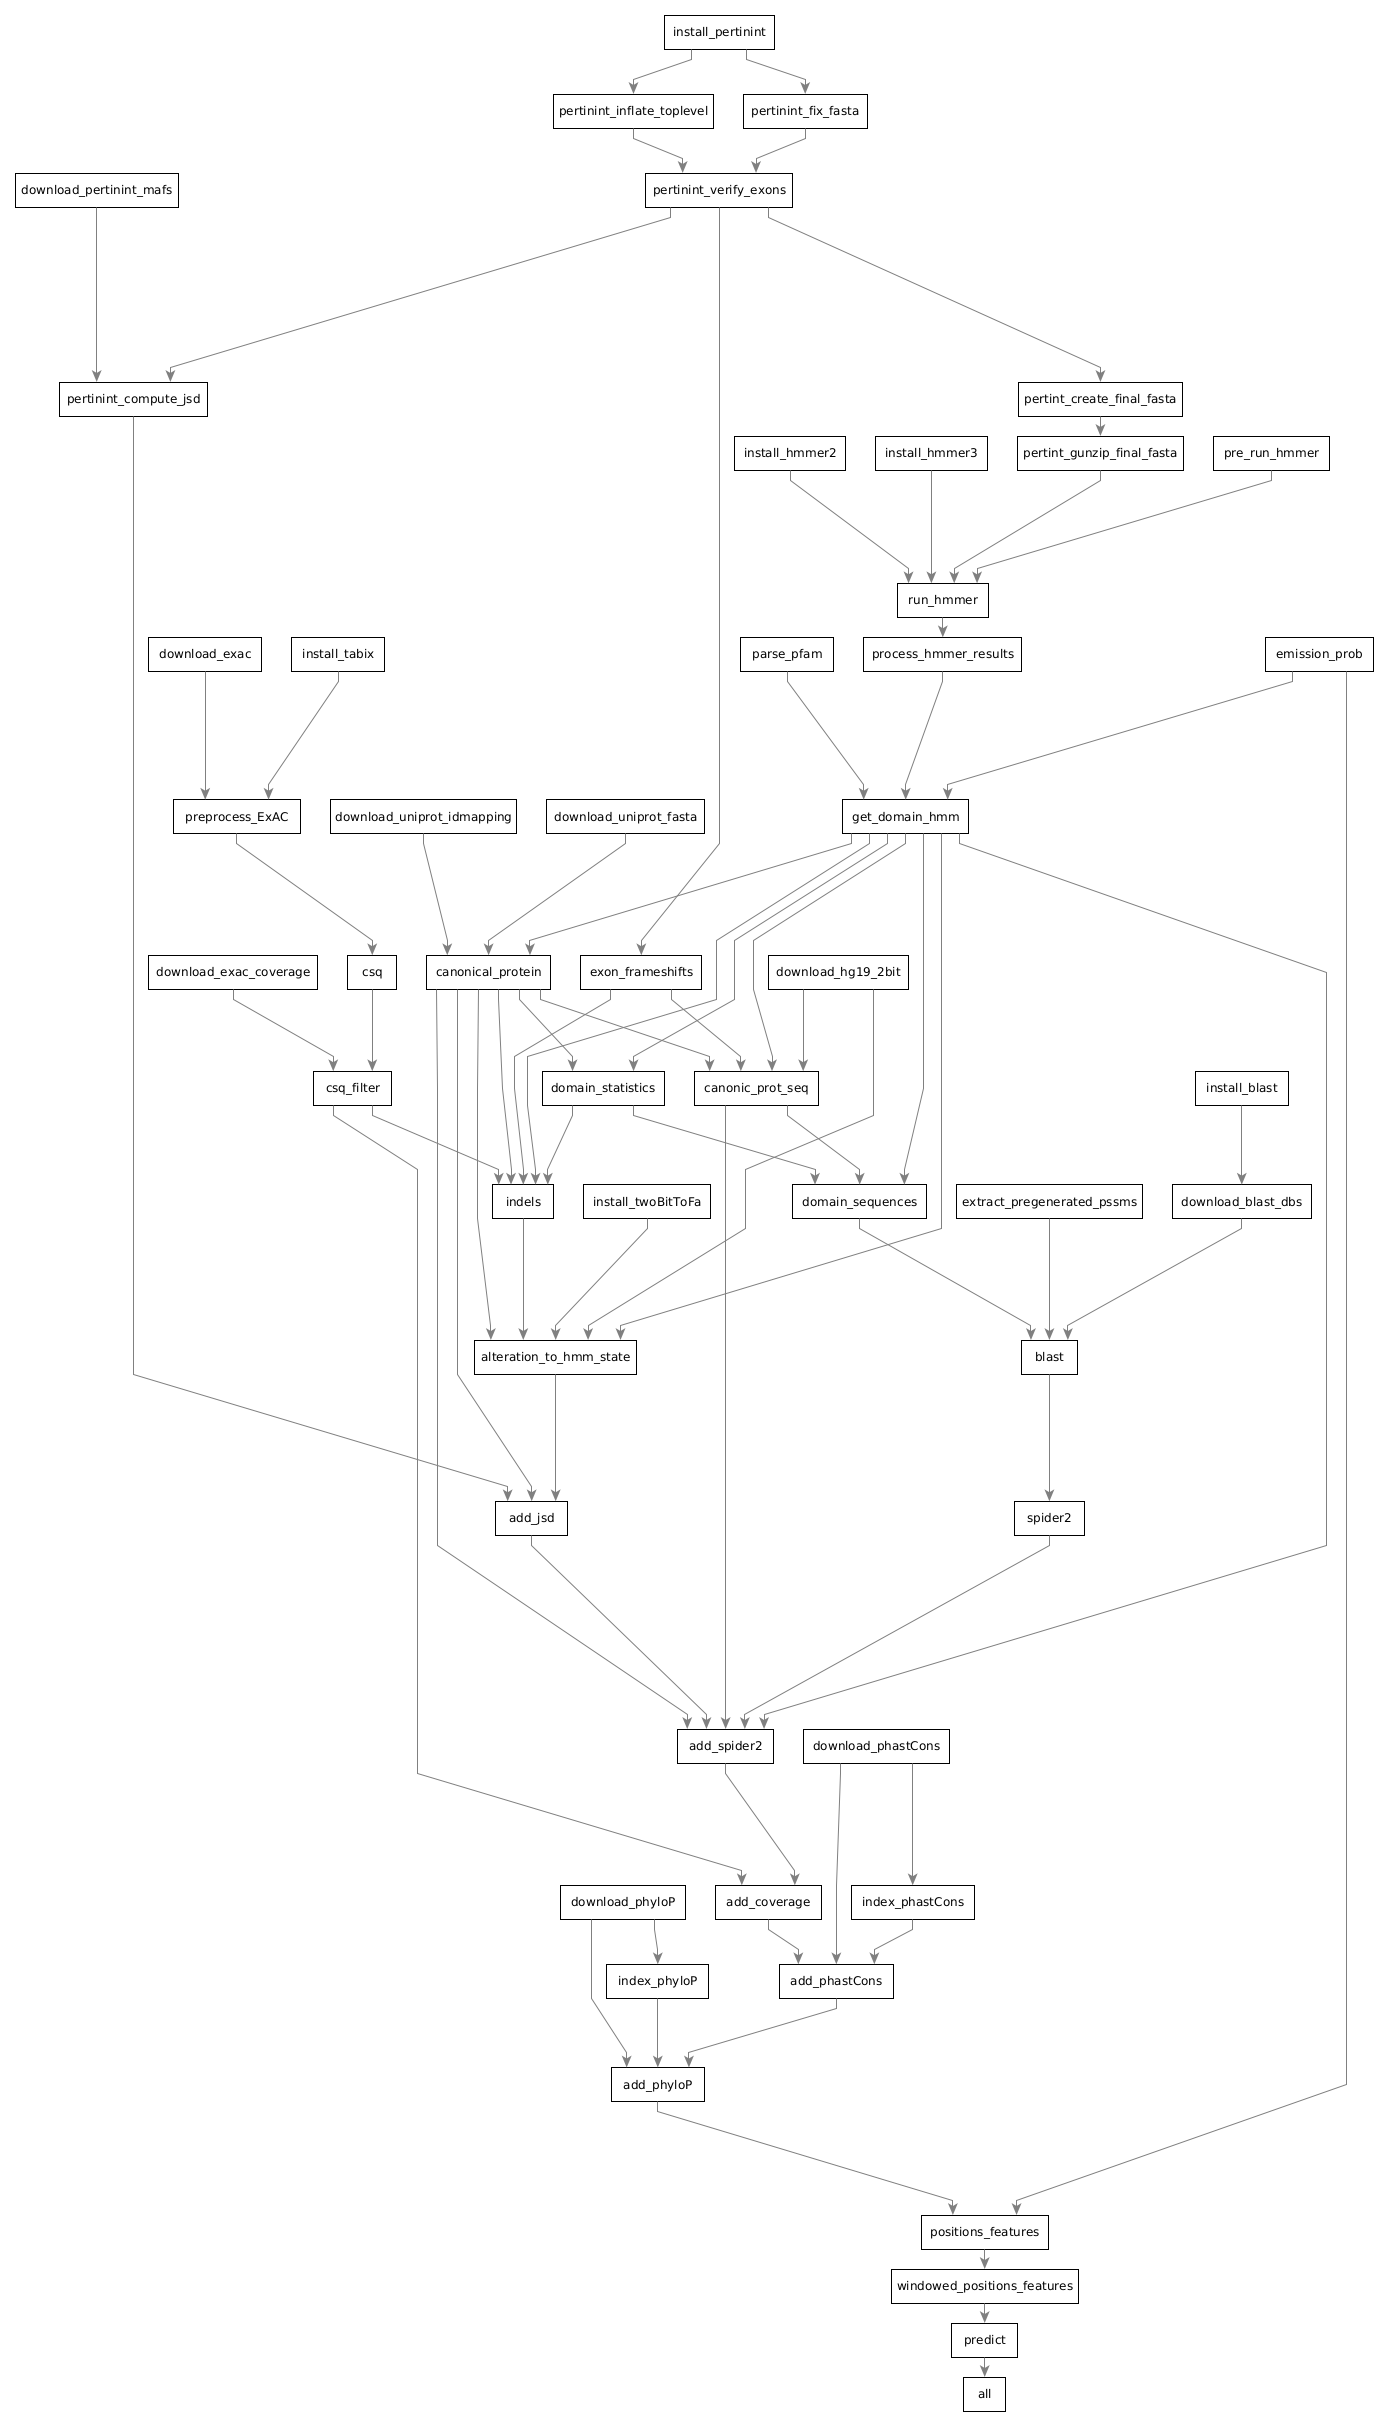 install_pertinint
pertinint_inflate_toplevel
pertinint_fix_fasta
download_pertinint_mafs
pertinint_verify_exons
pertinint_compute_jsd
pertint_create_final_fasta
install_hmmer2
install_hmmer3
pertint_gunzip_final_fasta
pre_run_hmmer
run_hmmer
download_exac
install_tabix
parse_pfam
process_hmmer_results
emission_prob
preprocess_ExAC
download_uniprot_idmapping
download_uniprot_fasta
get_domain_hmm
download_exac_coverage
csq
canonical_protein
exon_frameshifts
download_hg19_2bit
csq_filter
domain_statistics
canonic_prot_seq
install_blast
indels
install_twoBitToFa
domain_sequences
extract_pregenerated_pssms
download_blast_dbs
alteration_to_hmm_state
blast
add_jsd
spider2
add_spider2
download_phastCons
download_phyloP
add_coverage
index_phastCons
index_phyloP
add_phastCons
add_phyloP
positions_features
windowed_positions_features
predict
all